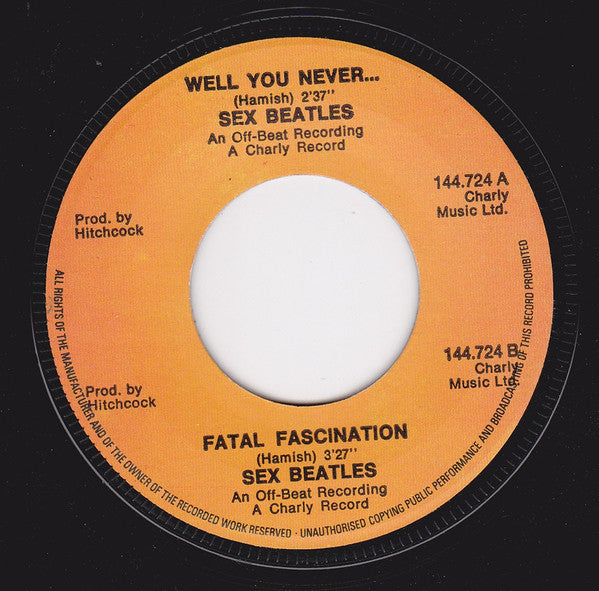 WELL YOU NEVER...
(Hamish) 2'37''
SEX BEATLES
An Off-Beat Recording
A Charly Record
144.724 A
Charly
Music Ltd.
Prod. by
Hitchcock
144.724 B
Charly
Music Ltd.
Prod. by
Hitchcock
FATAL FASCINATION
(Hamish) 3'27''
SEX BEATLES
An Off-Beat Recording
A Charly Record
ALL RIGHTS OF THE MANUFACTURER AND OF THE OWNER OF THE RECORDED WORK RESERVED · UNAUTHORISED COPYING PUBLIC PERFORMANCE AND BROADCASTING OF THIS RECORD PROHIBITED